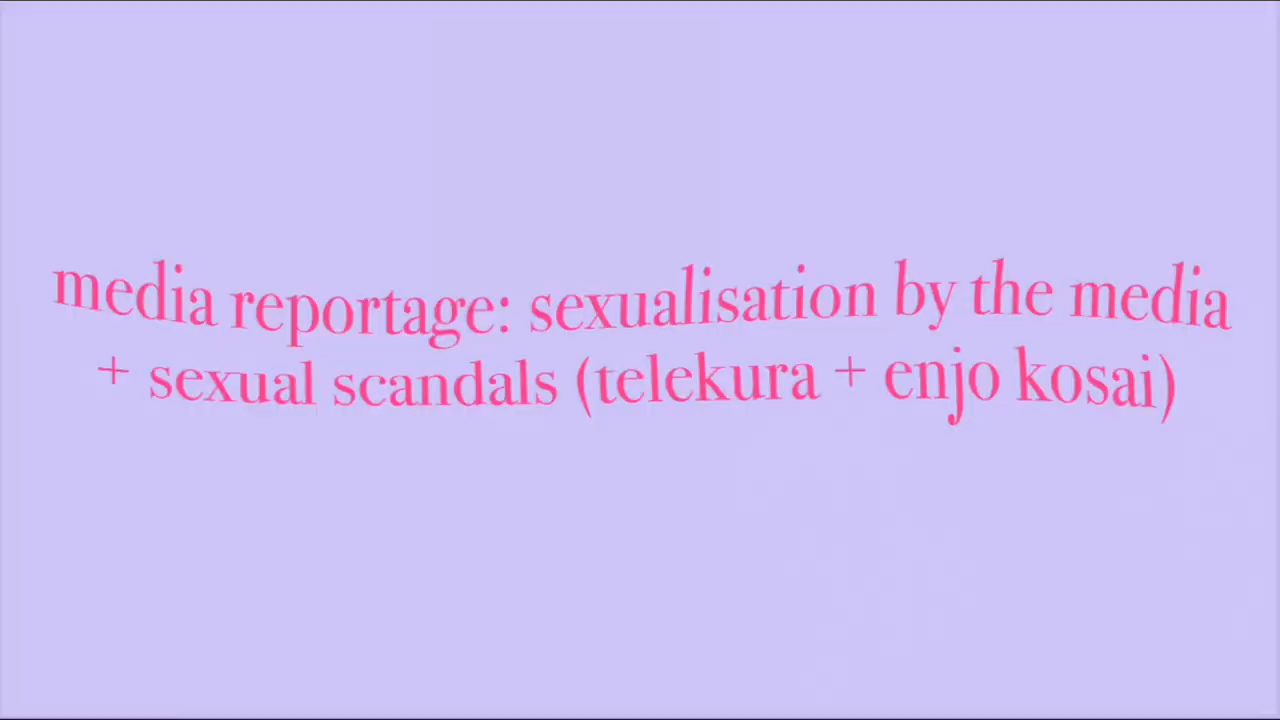 media reportage: sexualisation by the media
+ sexual scandals (telekura + enjo kosai)